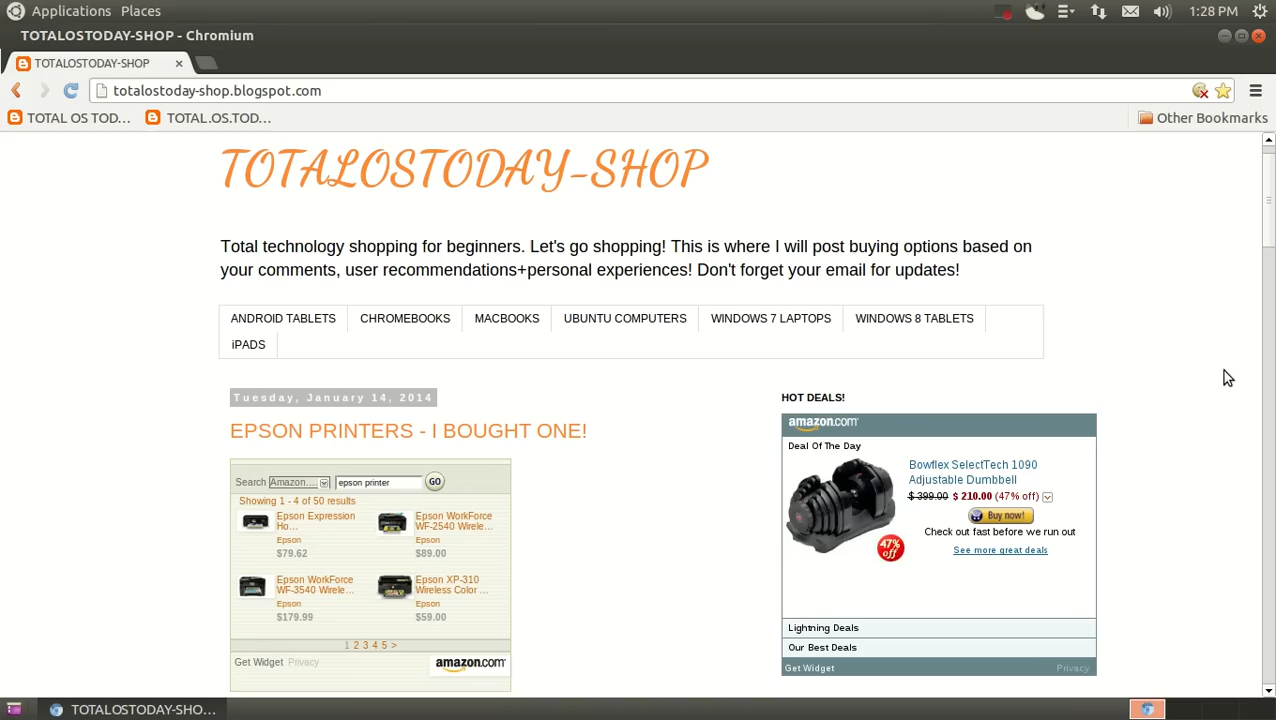 Applications Places
1:28 PM
TOTALOSTODAY-SHOP - Chromium
TOTALOSTODAY-SHOP
totalostoday-shop.blogspot.com
TOTAL OS TOD...
TOTAL.OS.TOD...
Other Bookmarks
TOTALOSTODAY-SHOP
Total technology shopping for beginners. Let's go shopping! This is where I will post buying options based on
your comments, user recommendations+personal experiences! Don't forget your email for updates!
ANDROID TABLETS CHROMEBOOKS MACBOOKS UBUNTU COMPUTERS WINDOWS 7 LAPTOPS WINDOWS 8 TABLETS
iPADS
Tuesday, January 14, 2014
EPSON PRINTERS - I BOUGHT ONE!
Search Amazon.... epson printer GO
Showing 1 - 4 of 50 results
Epson Expression
Ho...
Epson
$79.62
Epson WorkForce
WF-2540 Wirele...
Epson
$89.00
Epson WorkForce
WF-3540 Wirele...
Epson
$179.99
Epson XP-310
Wireless Color ...
Epson
$59.00
1 2 3 4 5 >
Get Widget Privacy amazon.com
HOT DEALS!
amazon.com
Deal Of The Day
Bowflex SelectTech 1090
Adjustable Dumbbell
$ 399.00 $ 210.00 (47% off)
Buy now!
Check out fast before we run out
See more great deals
47%
off
Lightning Deals
Our Best Deals
Get Widget Privacy
TOTALOSTODAY-SHO...